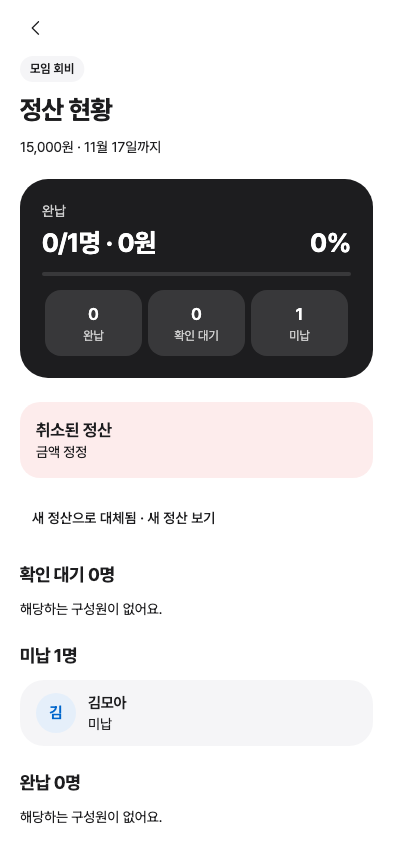 모임 회비
정산 현황
15,000원 · 11월 17일까지
완납
0/1명 · 0원
0%
0
완납
0
확인 대기
1
미납
취소된 정산
금액 정정
새 정산으로 대체됨 · 새 정산 보기
확인 대기 0명
해당하는 구성원이 없어요.
미납 1명
김
김모아
미납
완납 0명
해당하는 구성원이 없어요.